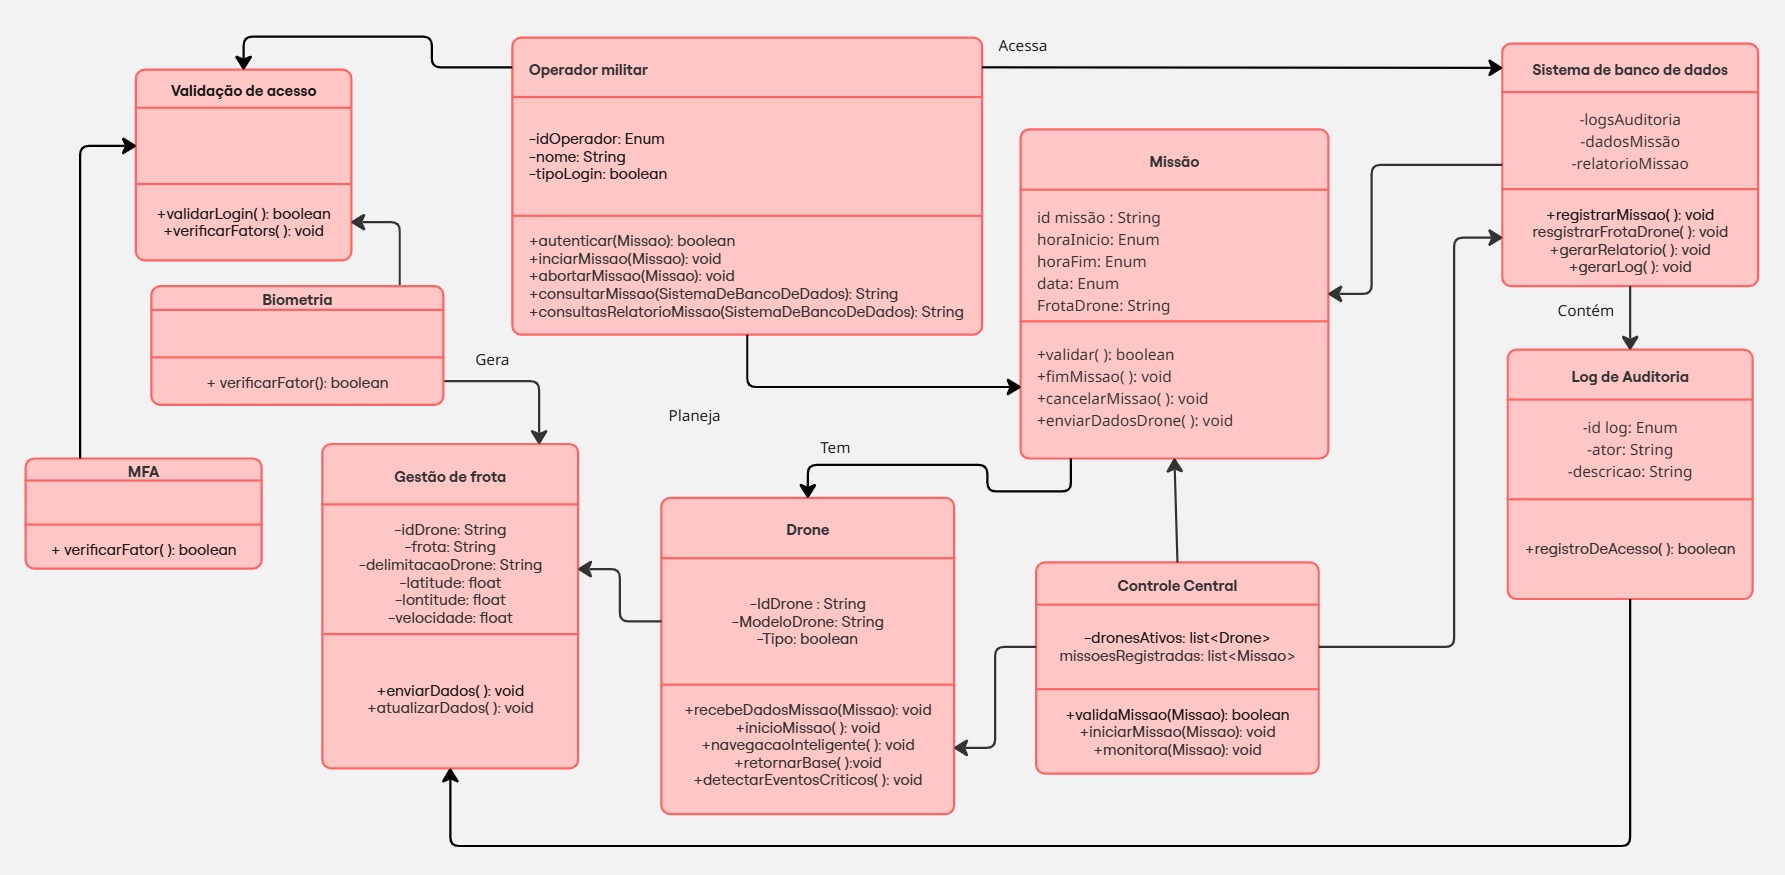 Acessa
Operador militar
-idOperador: Enum
-nome: String
-tipoLogin: boolean
+autenticar(Missao): boolean
+inciarMissao(Missao): void
+abortarMissao(Missao): void
+consultarMissao(SistemaDeBancoDeDados): String
+consultasRelatorioMissao(SistemaDeBancoDeDados): String
Validação de acesso
+validarLogin( ): boolean
+verificarFators( ): void
Sistema de banco de dados
-logsAuditoria
-dadosMissão
-relatorioMissao
+registrarMissao( ): void
resgistrarFrotaDrone( ): void
+gerarRelatorio( ): void
+gerarLog( ): void
Missão
id missão : String
horaInicio: Enum
horaFim: Enum
data: Enum
FrotaDrone: String
+validar( ): boolean
+fimMissao( ): void
+cancelarMissao( ): void
+enviarDadosDrone( ): void
Biometria
+ verificarFator(): boolean
Gera
Contém
Planeja
Tem
Log de Auditoria
-id log: Enum
-ator: String
-descricao: String
+registroDeAcesso( ): boolean
MFA
+ verificarFator( ): boolean
Gestão de frota
-idDrone: String
-frota: String
-delimitacaoDrone: String
-latitude: float
-lontitude: float
-velocidade: float
+enviarDados( ): void
+atualizarDados( ): void
Drone
-IdDrone : String
-ModeloDrone: String
-Tipo: boolean
+recebeDadosMissao(Missao): void
+inicioMissao( ): void
+navegacaoInteligente( ): void
+retornarBase( ):void
+detectarEventosCriticos( ): void
Controle Central
-dronesAtivos: list<Drone>
missoesRegistradas: list<Missao>
+validaMissao(Missao): boolean
+iniciarMissao(Missao): void
+monitora(Missao): void